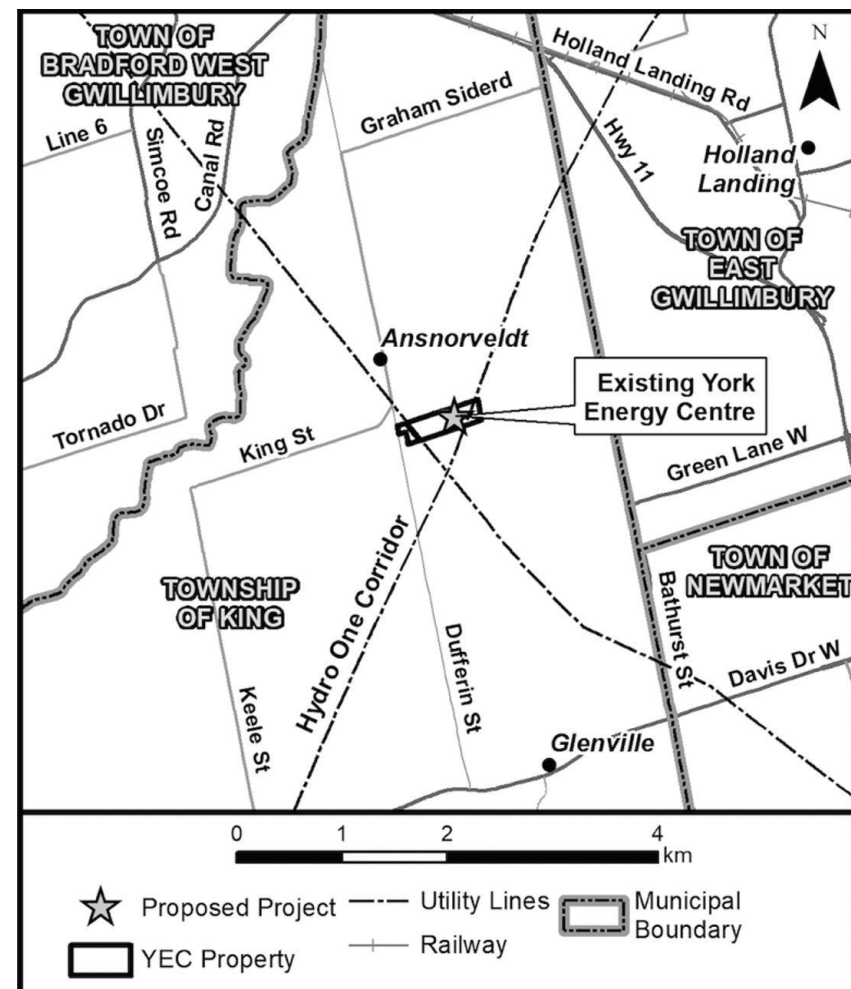 TOWN OF
BRADFORD WEST
GWILLIMBURY
Holland Landing Rd
N
Graham Siderd
Line 6
Simcoe Rd
Canal Rd
Hwy 11
Holland
Landing
TOWN OF
EAST
GWILLIMBURY
Ansnorveldt
Existing York
Energy Centre
Tornado Dr
King St
Green Lane W
TOWNSHIP
OF KING
Hydro One Corridor
TOWN OF
NEWMARKET
Bathurst St
Dufferin St
Davis Dr W
Keele St
Glenville
0 1 2 4
km
Proposed Project
Utility Lines
Municipal
Boundary
YEC Property
Railway